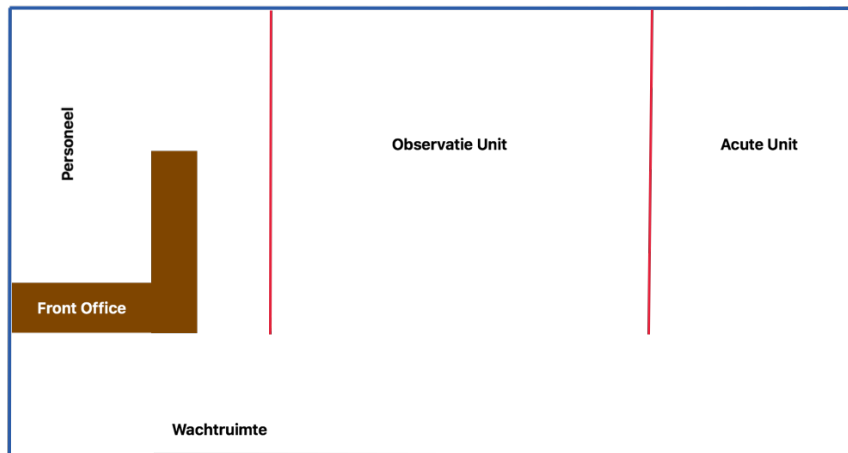 Personeel
Observatie Unit
Acute Unit
Front Office
Wachtruimte